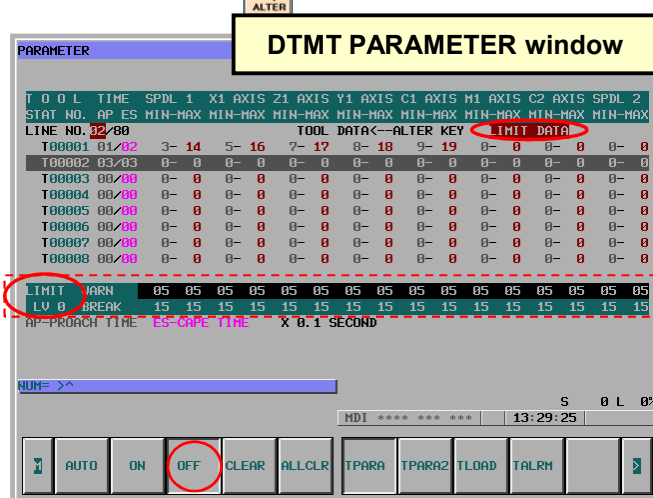 ALTER
DTMT PARAMETER window
PARAMETER
T O O L TIME SPDL 1 X1 AXIS Z1 AXIS Y1 AXIS C1 AXIS M1 AXIS C2 AXIS SPDL 2
STAT NO. AP ES MIN-MAX MIN-MAX MIN-MAX MIN-MAX MIN-MAX MIN-MAX MIN-MAX MIN-MAX
LINE NO. 02/80 TOOL DATA<--ALTER KEY LIMIT DATA
T00001 01/02 3- 14 5- 16 7- 17 8- 18 9- 19 0- 0 0- 0 0- 0
T00002 03/03 0- 0 0- 0 0- 0 0- 0 0- 0 0- 0 0- 0 0- 0
T00003 00/00 0- 0 0- 0 0- 0 0- 0 0- 0 0- 0 0- 0 0- 0
T00004 00/00 0- 0 0- 0 0- 0 0- 0 0- 0 0- 0 0- 0 0- 0
T00005 00/00 0- 0 0- 0 0- 0 0- 0 0- 0 0- 0 0- 0 0- 0
T00006 00/00 0- 0 0- 0 0- 0 0- 0 0- 0 0- 0 0- 0 0- 0
T00007 00/00 0- 0 0- 0 0- 0 0- 0 0- 0 0- 0 0- 0 0- 0
T00008 00/00 0- 0 0- 0 0- 0 0- 0 0- 0 0- 0 0- 0 0- 0
LIMIT WARN 05 05 05 05 05 05 05 05 05 05 05 05 05 05 05 05
LV 0 BREAK 15 15 15 15 15 15 15 15 15 15 15 15 15 15 15 15
AP-PROACH TIME ES-CAPE TIME X 0.1 SECOND
NUM= >^
S 0 L 0%
MDI **** *** *** 13:29:25
AUTO ON OFF CLEAR ALLCLR TPARA TPARA2 TLOAD TALRM